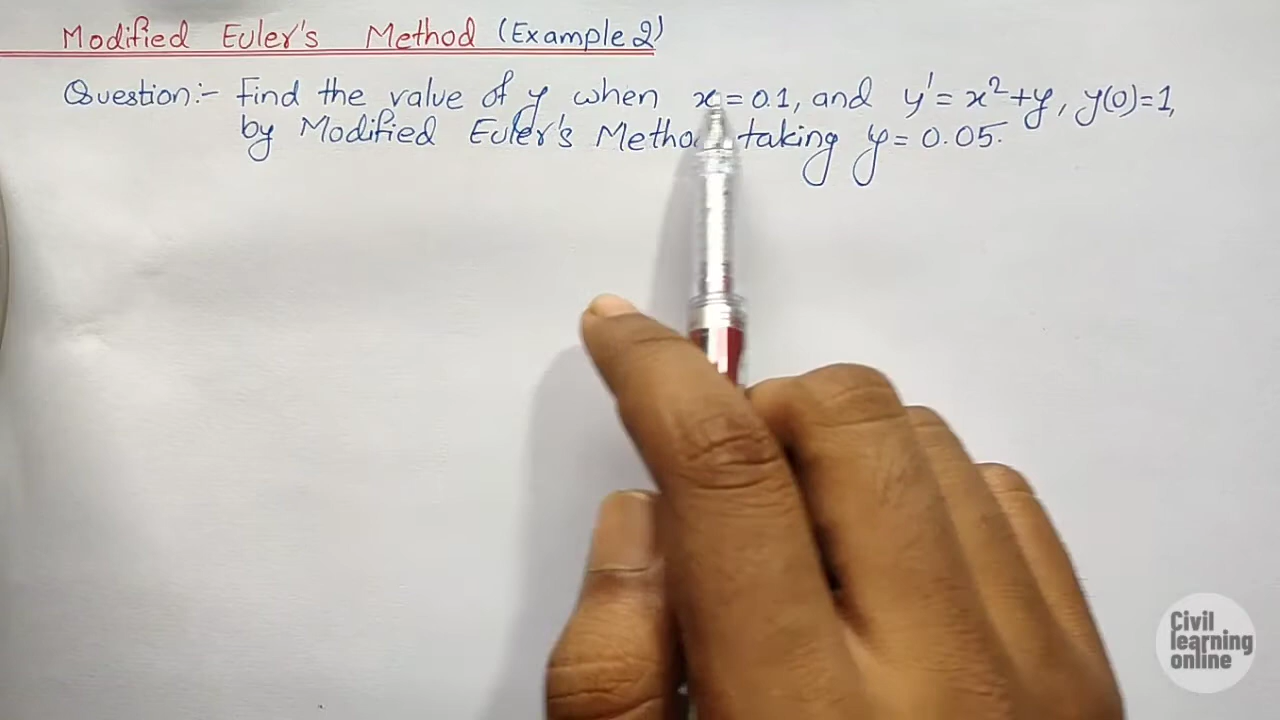 Modified Euler's Method (Example 2)
Question:- Find the value of y when x = 0.1, and y' = x² + y, y(0)=1,
by Modified Euler's Method taking y = 0.05.
Civil
learning
online